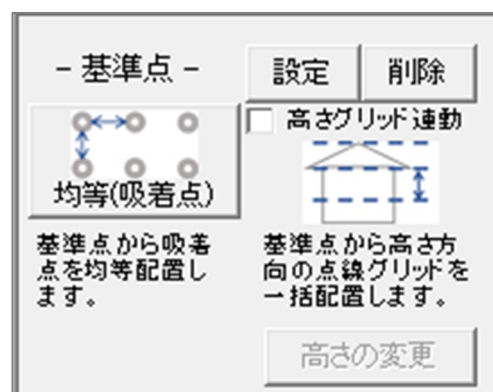 - 基準点 -
設定
削除
高さグリッド連動
均等(吸着点)
基準点から吸着
点を均等配置し
ます。
基準点から高さ方
向の点線グリッドを
一括配置します。
高さの変更